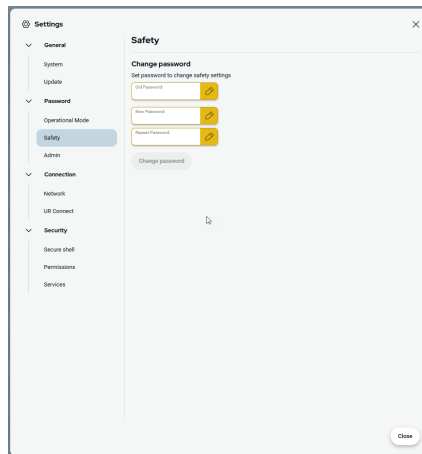 Settings
General
System
Update
Password
Operational Mode
Safety
Admin
Connection
Network
UR Connect
Security
Secure shell
Permissions
Services
Safety
Change password
Set password to change safety settings
Old Password
New Password
Repeat Password
Change password
Close